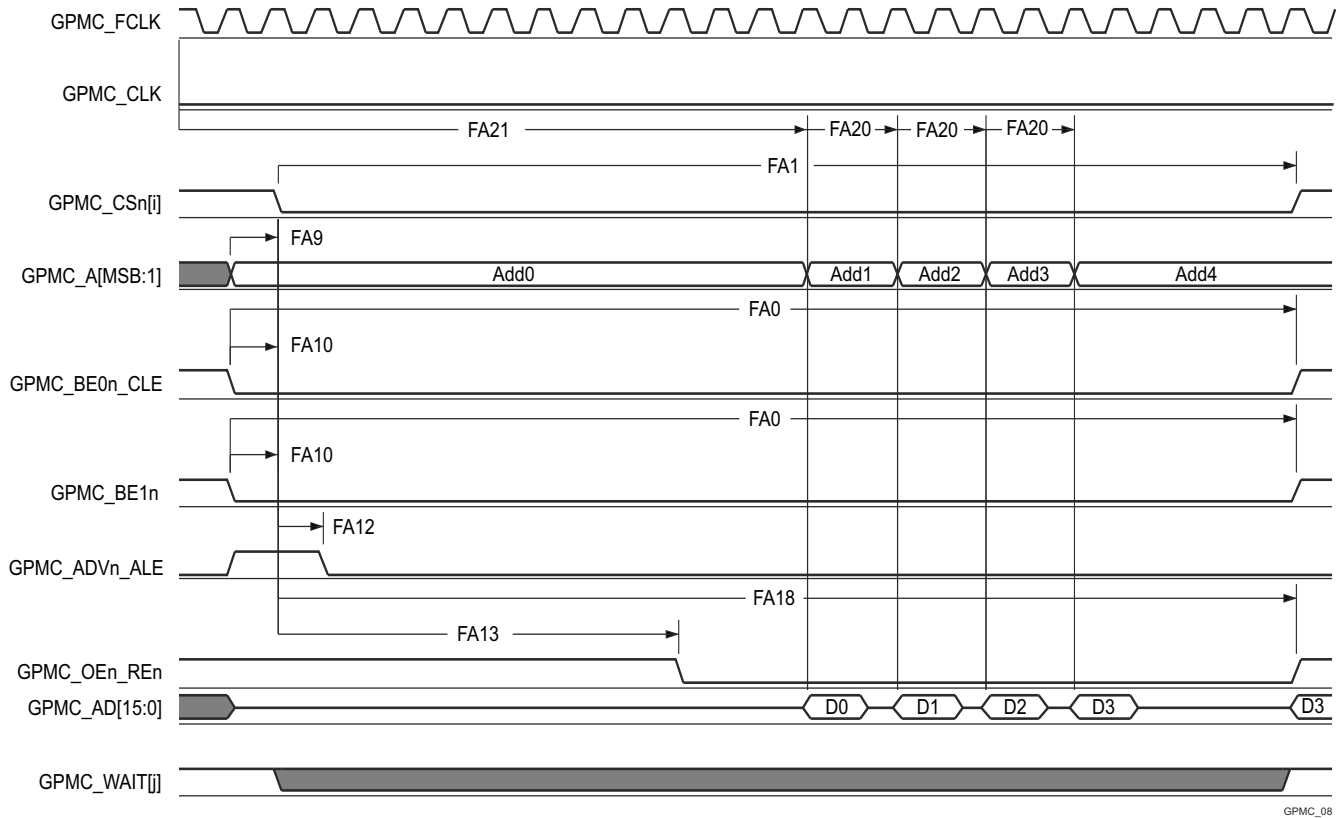 GPMC_FCLK
GPMC_CLK
FA21 FA20 FA20 FA20
FA1
GPMC_CSn[i]
FA9
GPMC_A[MSB:1] Add0 Add1 Add2 Add3 Add4
FA0
FA10
GPMC_BE0n_CLE
FA0
FA10
GPMC_BE1n
FA12
GPMC_ADVn_ALE
FA18
FA13
GPMC_OEn_REn
GPMC_AD[15:0] D0 D1 D2 D3 D3
GPMC_WAIT[j]
GPMC_08